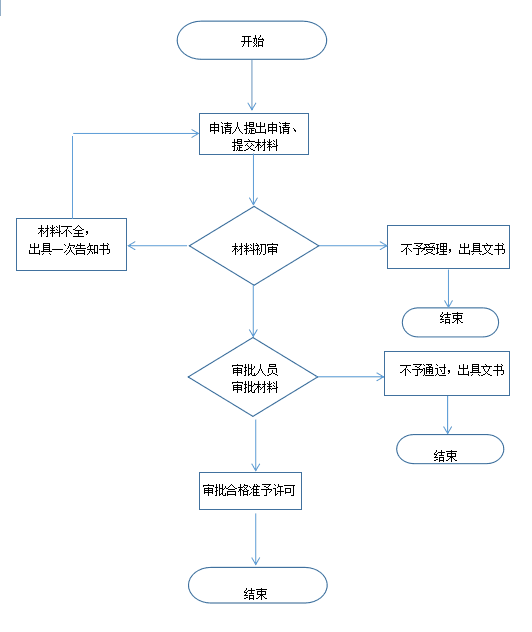 开始
申请人提出申请、
提交材料
材料不全，
出具一次告知书
材料初审
不予受理，出具文书
结束
审批人员
审批材料
不予通过，出具文书
结束
审批合格准予许可
结束